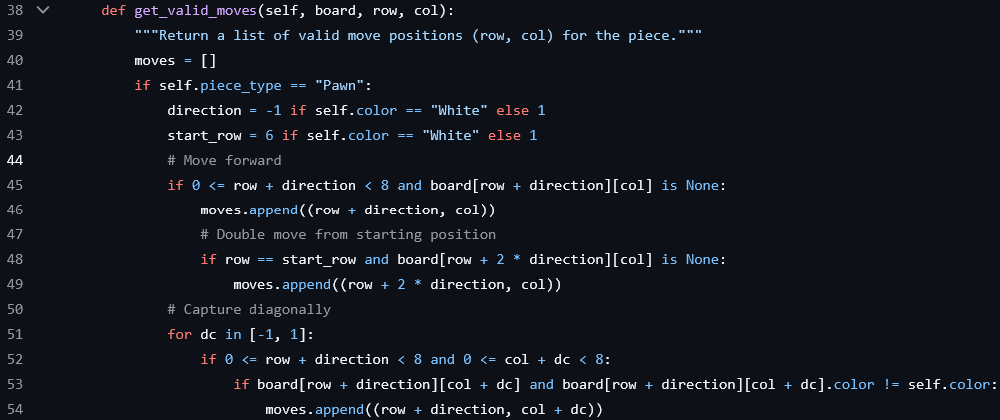 38 def get_valid_moves(self, board, row, col):
39 """Return a list of valid move positions (row, col) for the piece."""
40 moves = []
41 if self.piece_type == "Pawn":
42 direction = -1 if self.color == "White" else 1
43 start_row = 6 if self.color == "White" else 1
44 # Move forward
45 if 0 <= row + direction < 8 and board[row + direction][col] is None:
46 moves.append((row + direction, col))
47 # Double move from starting position
48 if row == start_row and board[row + 2 * direction][col] is None:
49 moves.append((row + 2 * direction, col))
50 # Capture diagonally
51 for dc in [-1, 1]:
52 if 0 <= row + direction < 8 and 0 <= col + dc < 8:
53 if board[row + direction][col + dc] and board[row + direction][col + dc].color != self.color:
54 moves.append((row + direction, col + dc))